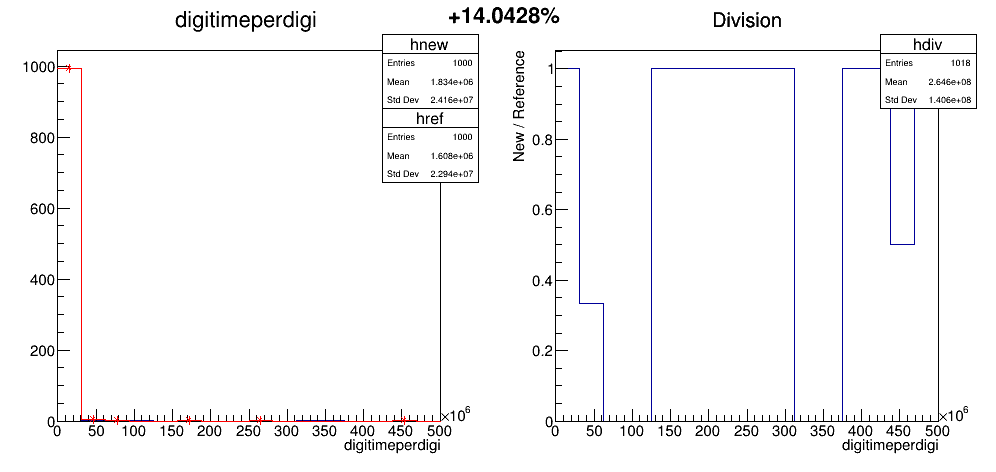 +14.0428%
digitimeperdigi
hnew
Entries 1000
Mean 1.834e+06
Std Dev 2.416e+07
href
Entries 1000
Mean 1.608e+06
Std Dev 2.294e+07
1000
800
600
400
200
0
0 50 100 150 200 250 300 350 400 450 500
×10⁶
digitimeperdigi
Division
hdiv
Entries 1018
Mean 2.646e+08
Std Dev 1.406e+08
New / Reference
1
0.8
0.6
0.4
0.2
0
0 50 100 150 200 250 300 350 400 450 500
×10⁶
digitimeperdigi